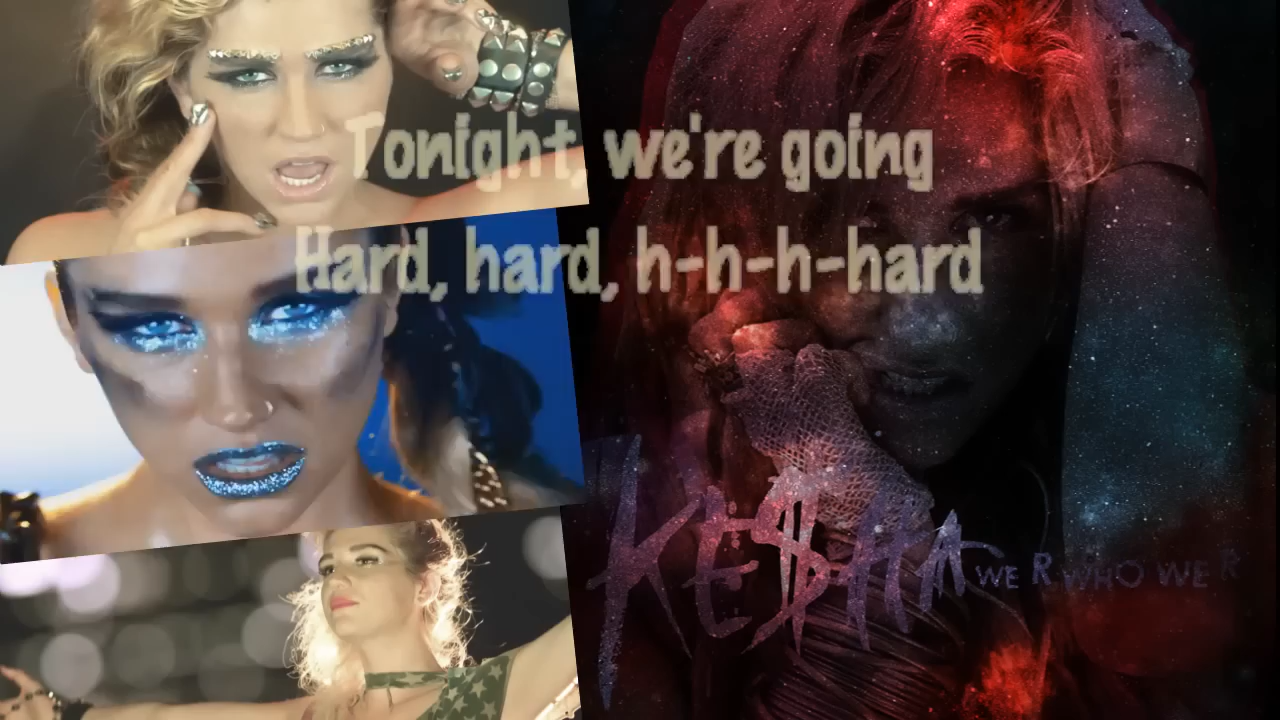 Tonight, we're going
Hard, hard, h-h-h-hard
KE$HA WE R WHO WE R